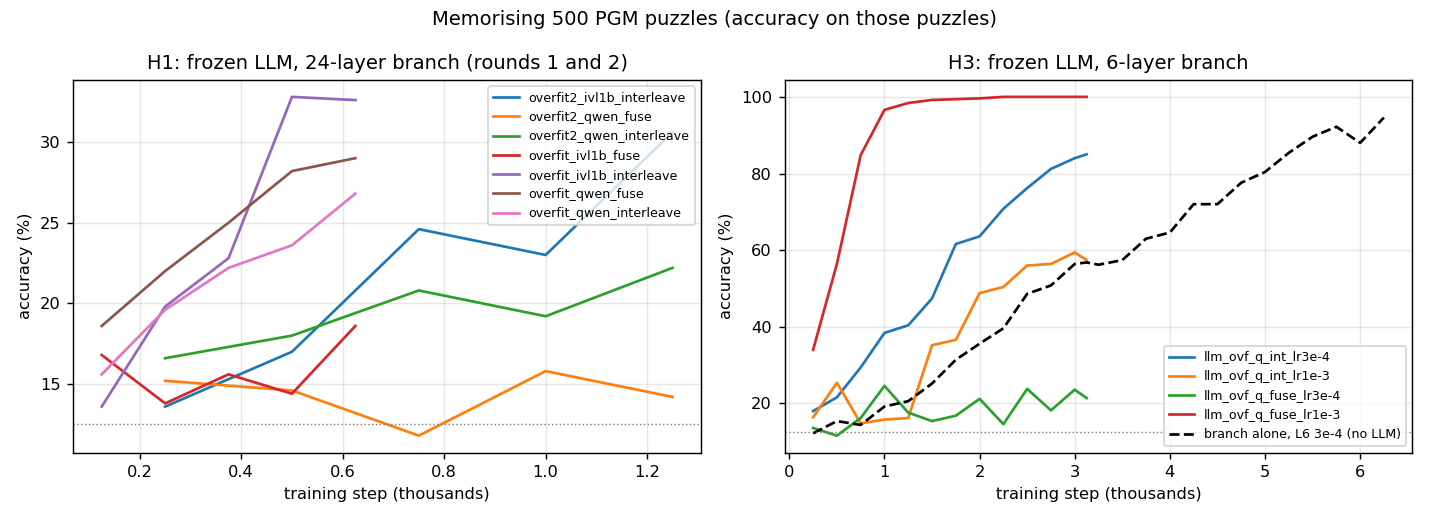 Memorising 500 PGM puzzles (accuracy on those puzzles)
H1: frozen LLM, 24-layer branch (rounds 1 and 2)
accuracy (%)
30
25
20
15
overfit2_ivl1b_interleave
overfit2_qwen_fuse
overfit2_qwen_interleave
overfit_ivl1b_fuse
overfit_ivl1b_interleave
overfit_qwen_fuse
overfit_qwen_interleave
0.2 0.4 0.6 0.8 1.0 1.2
training step (thousands)
H3: frozen LLM, 6-layer branch
accuracy (%)
100
80
60
40
20
llm_ovf_q_int_lr3e-4
llm_ovf_q_int_lr1e-3
llm_ovf_q_fuse_lr3e-4
llm_ovf_q_fuse_lr1e-3
branch alone, L6 3e-4 (no LLM)
0 1 2 3 4 5 6
training step (thousands)